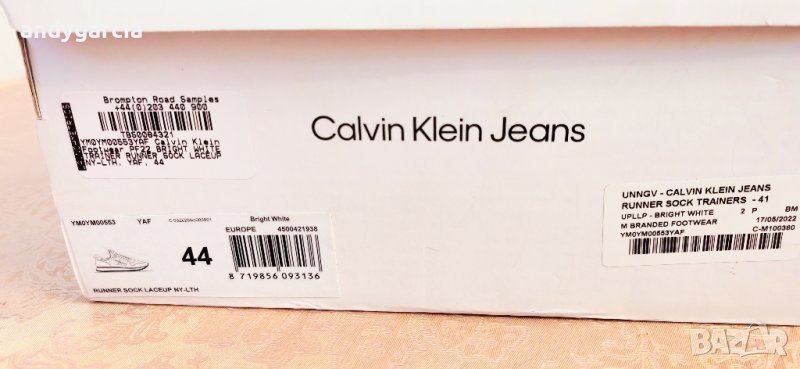 andygarcia
Brompton Road Samples
+44(0)203 440 900
TBS0084321
YM0YM00553YAF Calvin Klein
Footwear PF22 BRIGHT WHITE
TRAINER RUNNER SOCK LACEUP
NY-LTH, YAF, 44
Calvin Klein Jeans
UNNGV - CALVIN KLEIN JEANS
RUNNER SOCK TRAINERS - 41
UPLLP - BRIGHT WHITE 2 P BM
M BRANDED FOOTWEAR 17/05/2022
YM0YM00553YAF C-M100360
YM0YM00553 YAF Bright White
EUROPE 4500421938
44
8 719856 093136
RUNNER SOCK LACEUP NY-LTH
BAZAR